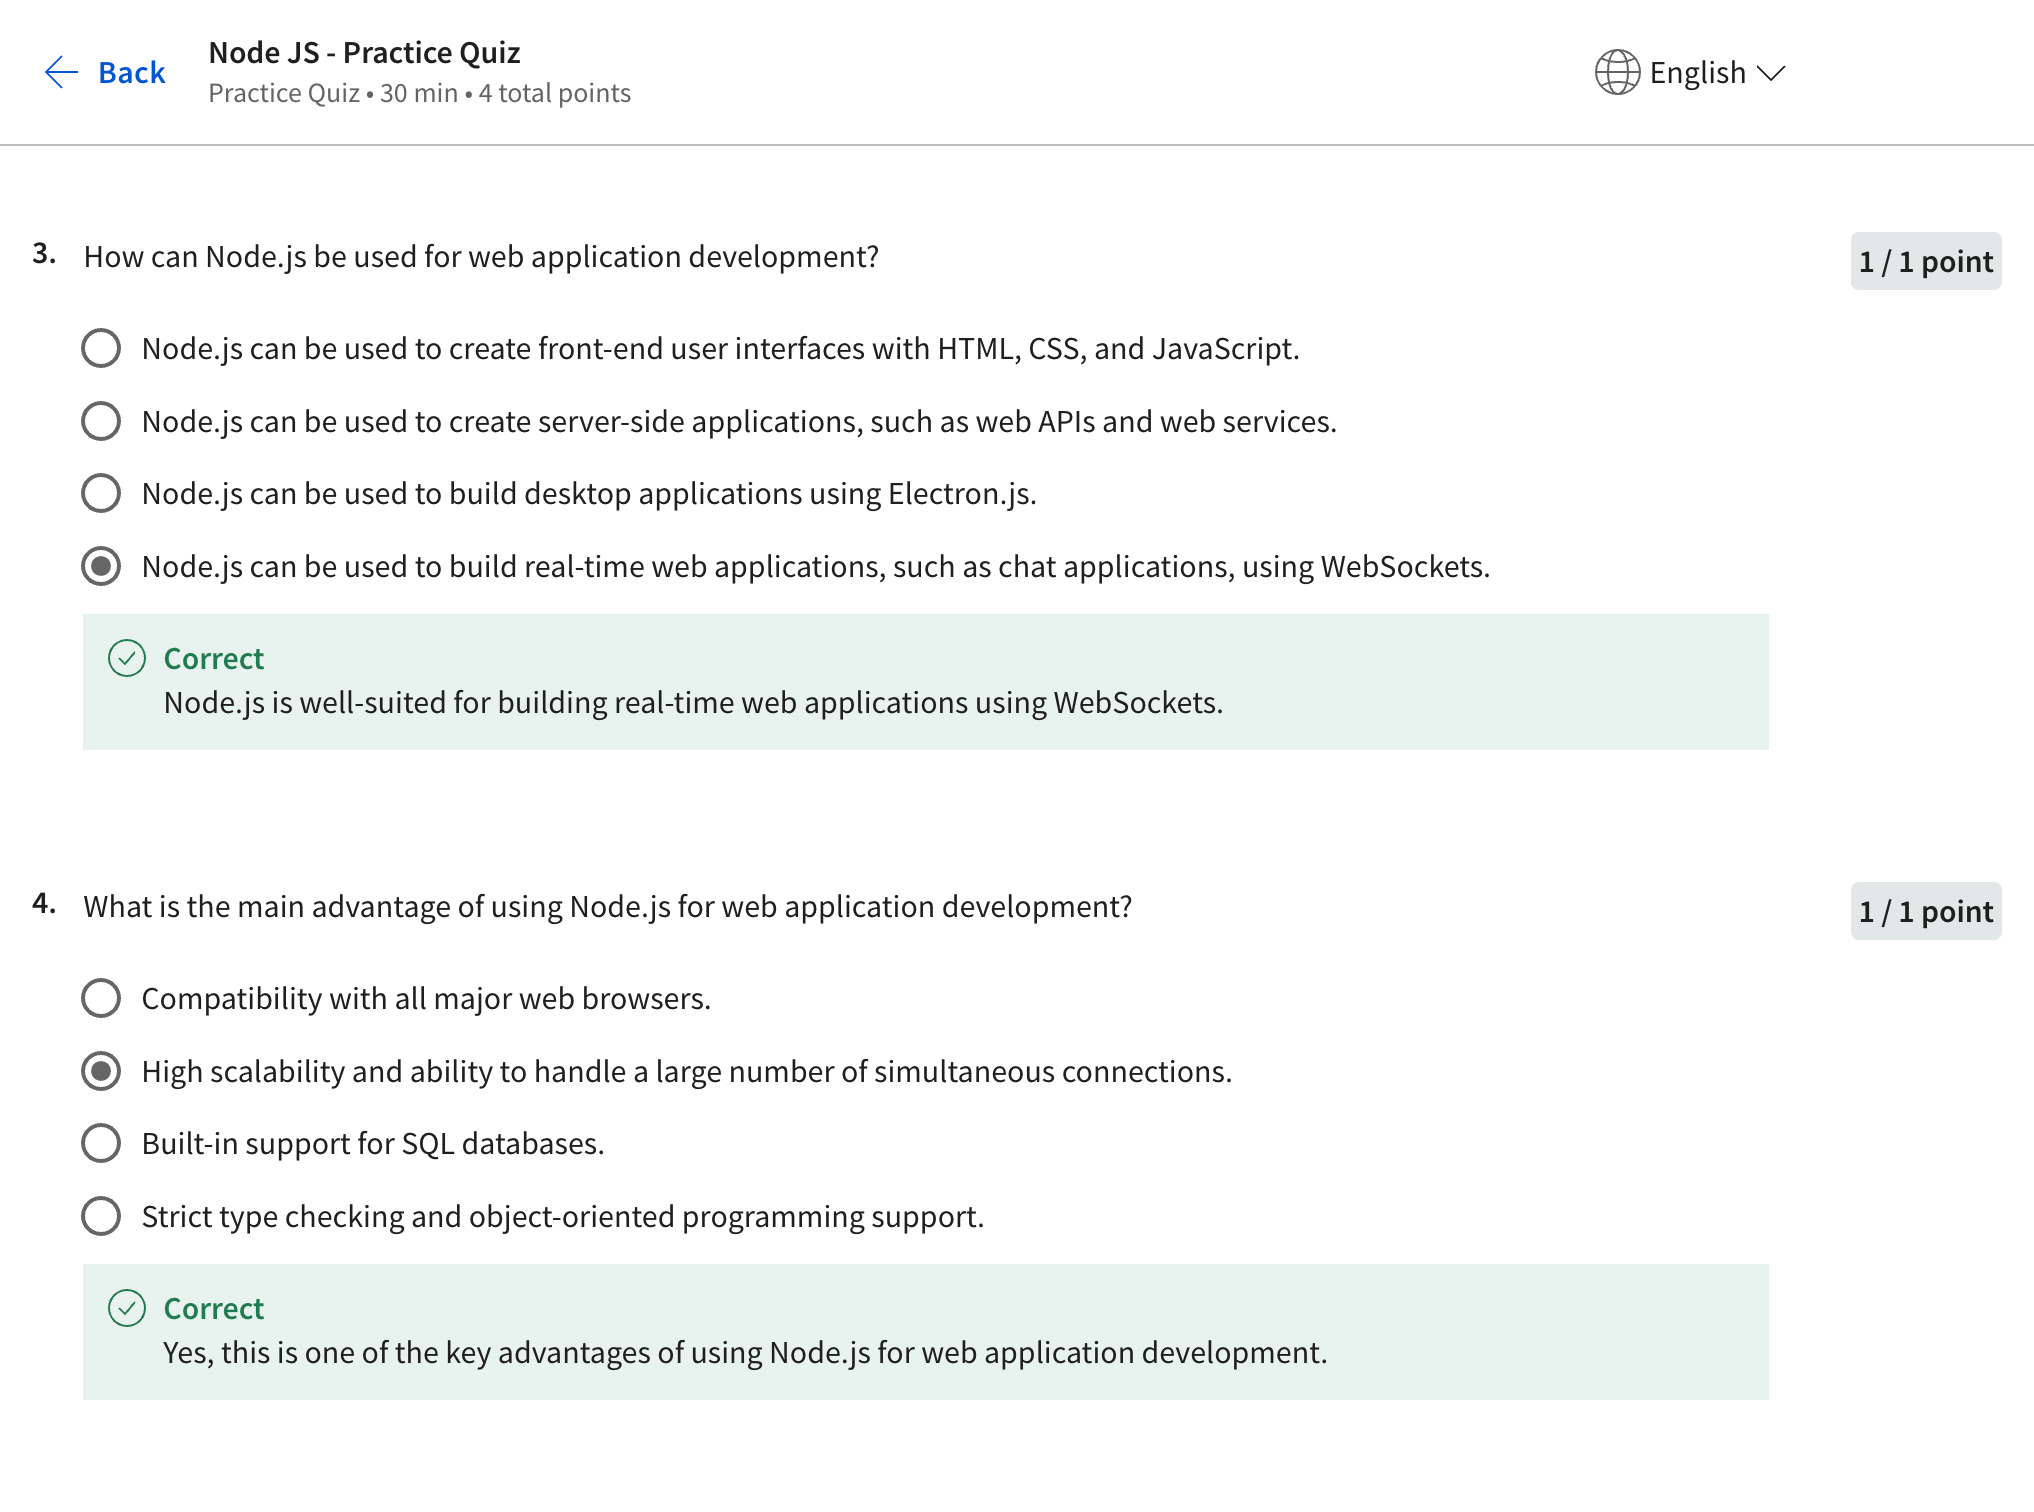 Back
Node JS - Practice Quiz
Practice Quiz • 30 min • 4 total points
English
3. How can Node.js be used for web application development?
1 / 1 point
Node.js can be used to create front-end user interfaces with HTML, CSS, and JavaScript.
Node.js can be used to create server-side applications, such as web APIs and web services.
Node.js can be used to build desktop applications using Electron.js.
Node.js can be used to build real-time web applications, such as chat applications, using WebSockets.
Correct
Node.js is well-suited for building real-time web applications using WebSockets.
4. What is the main advantage of using Node.js for web application development?
1 / 1 point
Compatibility with all major web browsers.
High scalability and ability to handle a large number of simultaneous connections.
Built-in support for SQL databases.
Strict type checking and object-oriented programming support.
Correct
Yes, this is one of the key advantages of using Node.js for web application development.